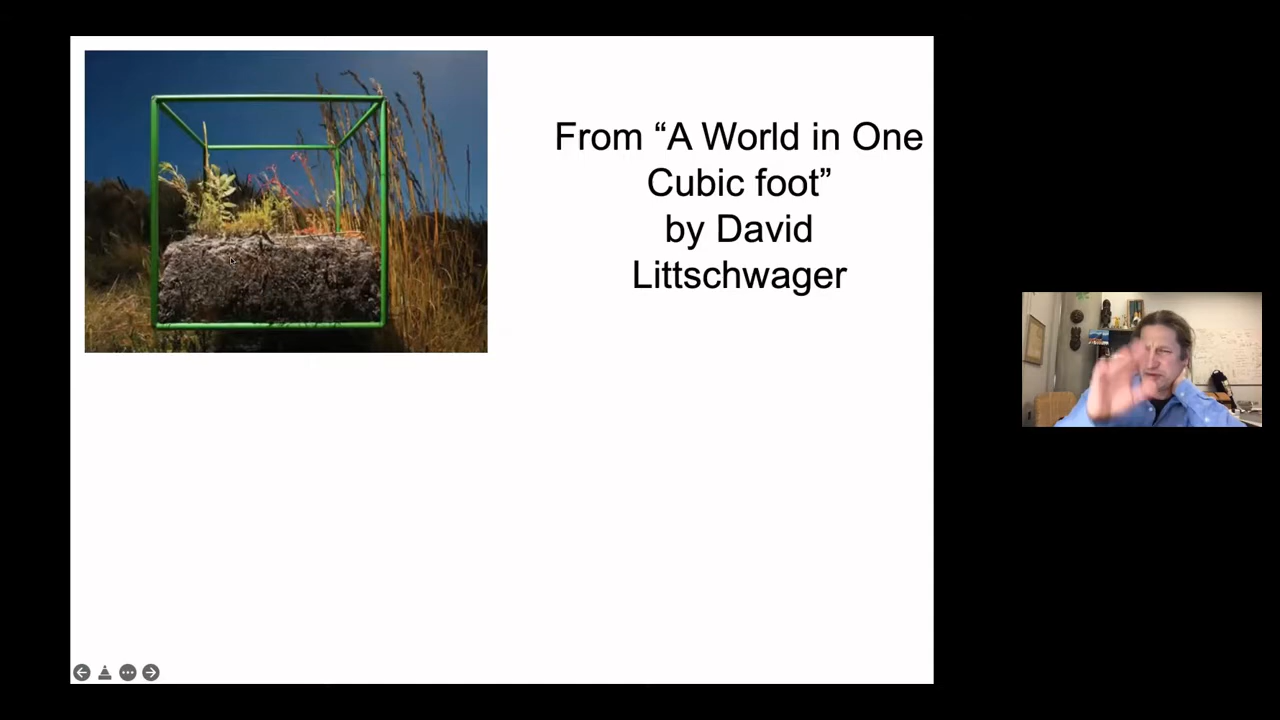 From “A World in One
Cubic foot”
by David
Littschwager